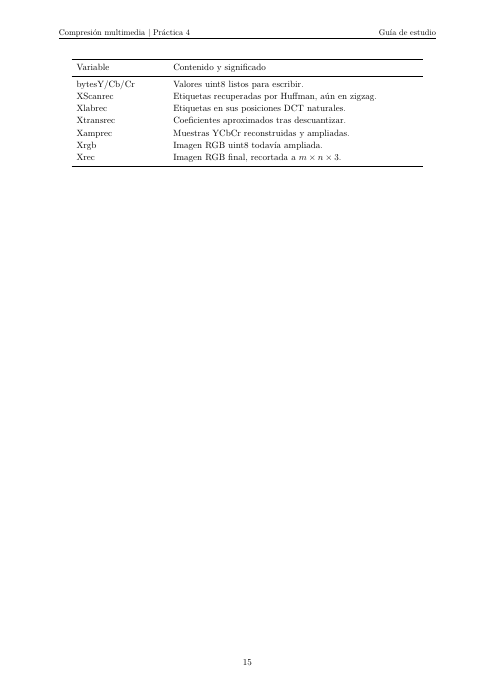 Compresión multimedia | Práctica 4 Guía de estudio
Variable Contenido y significado
bytesY/Cb/Cr Valores uint8 listos para escribir.
XScanrec Etiquetas recuperadas por Huffman, aún en zigzag.
Xlabrec Etiquetas en sus posiciones DCT naturales.
Xtransrec Coeficientes aproximados tras descuantizar.
Xamprec Muestras YCbCr reconstruidas y ampliadas.
Xrgb Imagen RGB uint8 todavía ampliada.
Xrec Imagen RGB final, recortada a m × n × 3.
15